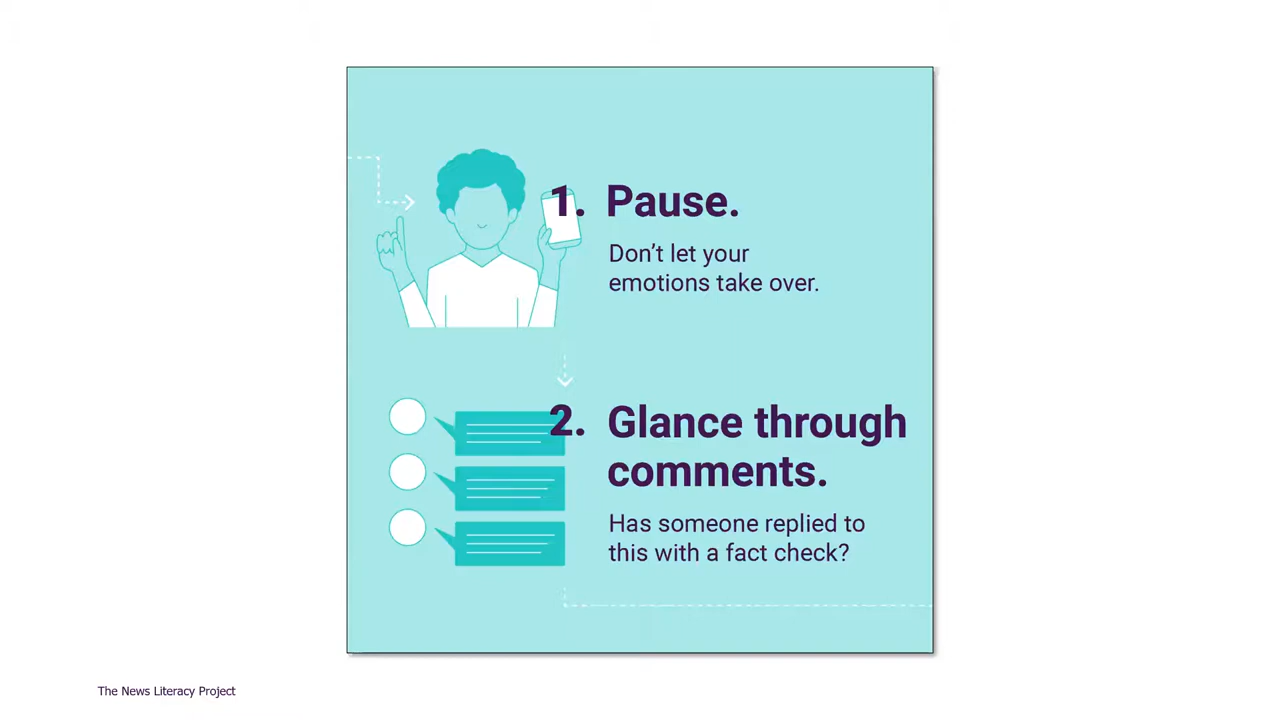 1. Pause.
Don’t let your
emotions take over.
2. Glance through
comments.
Has someone replied to
this with a fact check?
The News Literacy Project